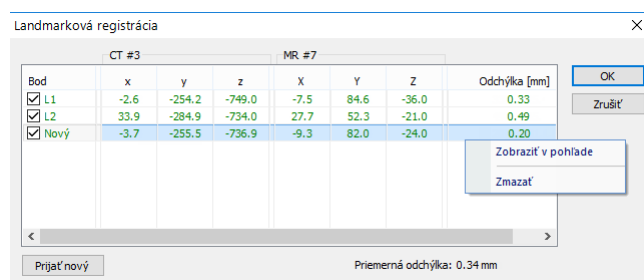 Landmarková registrácia
CT #3 MR #7
Bod x y z X Y Z Odchýlka [mm]
L1 -2.6 -254.2 -749.0 -7.5 84.6 -36.0 0.33
L2 33.9 -284.9 -734.0 27.7 52.3 -21.0 0.49
Nový -3.7 -255.5 -736.9 -9.3 82.0 -24.0 0.20
OK
Zrušiť
Zobraziť v pohľade
Zmazať
Prijať nový
Priemerná odchýlka: 0.34 mm